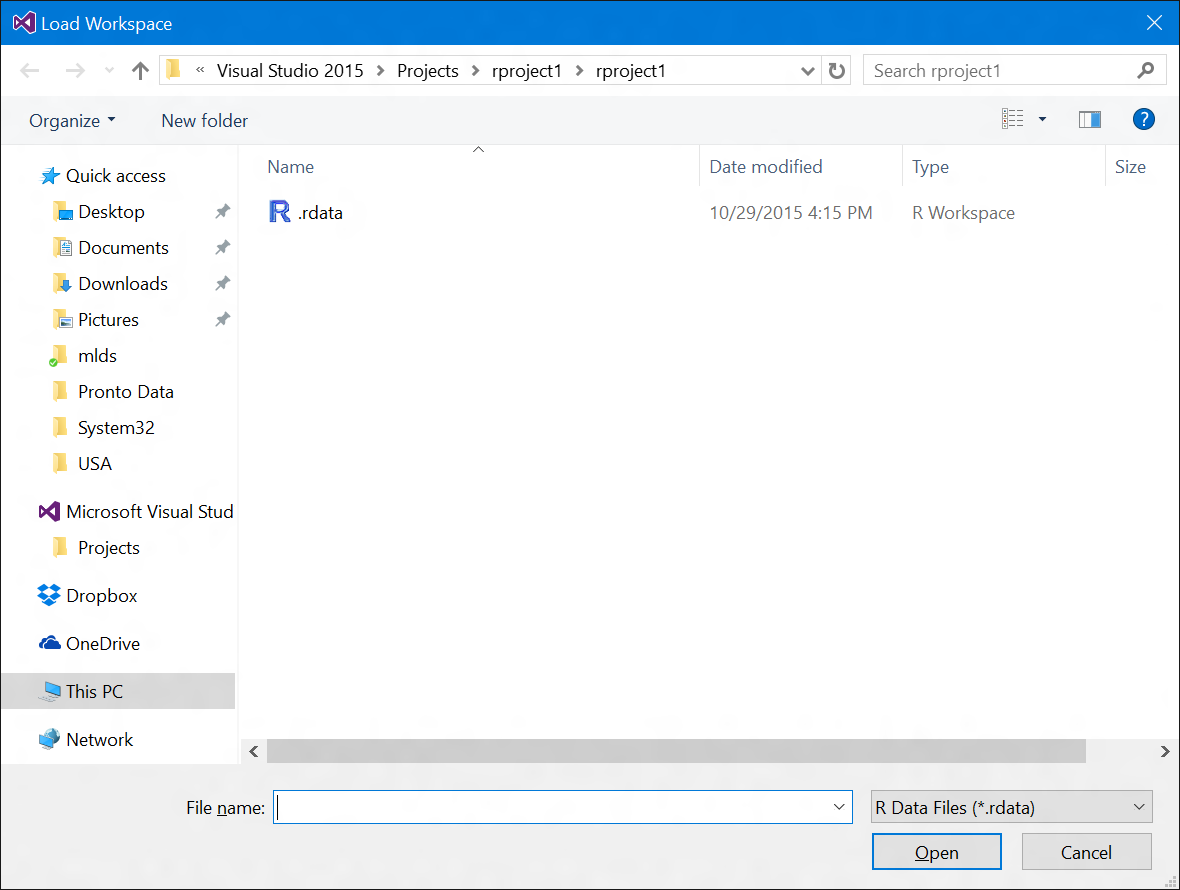 Load Workspace
« Visual Studio 2015 > Projects > rproject1 > rproject1
Search rproject1
Organize
New folder
Name
Date modified
Type
Size
.rdata
10/29/2015 4:15 PM
R Workspace
Quick access
Desktop
Documents
Downloads
Pictures
mlds
Pronto Data
System32
USA
Microsoft Visual Stud
Projects
Dropbox
OneDrive
This PC
Network
File name:
R Data Files (*.rdata)
Open
Cancel